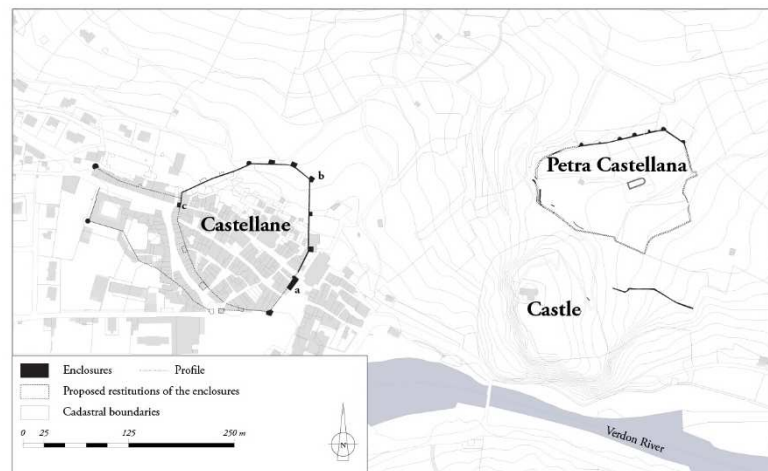 Petra Castellana
b
c
Castellane
a
Castle
Enclosures
Profile
Proposed restitutions of the enclosures
Cadastral boundaries
0 25 125 250 m
N
Verdon River